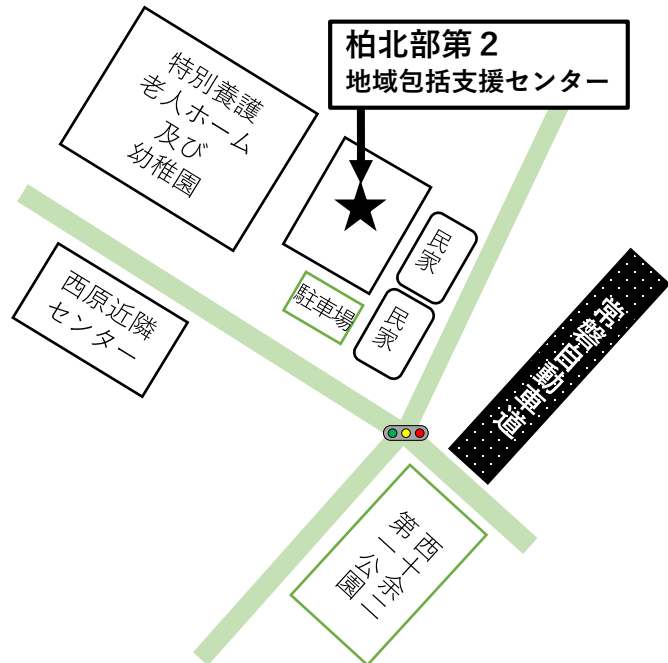 柏北部第２
地域包括支援センター
特別養護
老人ホーム
及び
幼稚園
民家
民家
駐車場
西原近隣
センター
常磐自動車道
西十余二
第一公園